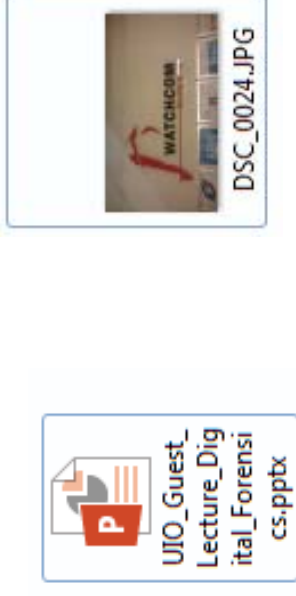 P
UIO_Guest_
Lecture_Dig
ital_Forensi
cs.pptx
WATCHCOM
DSC_0024.JPG